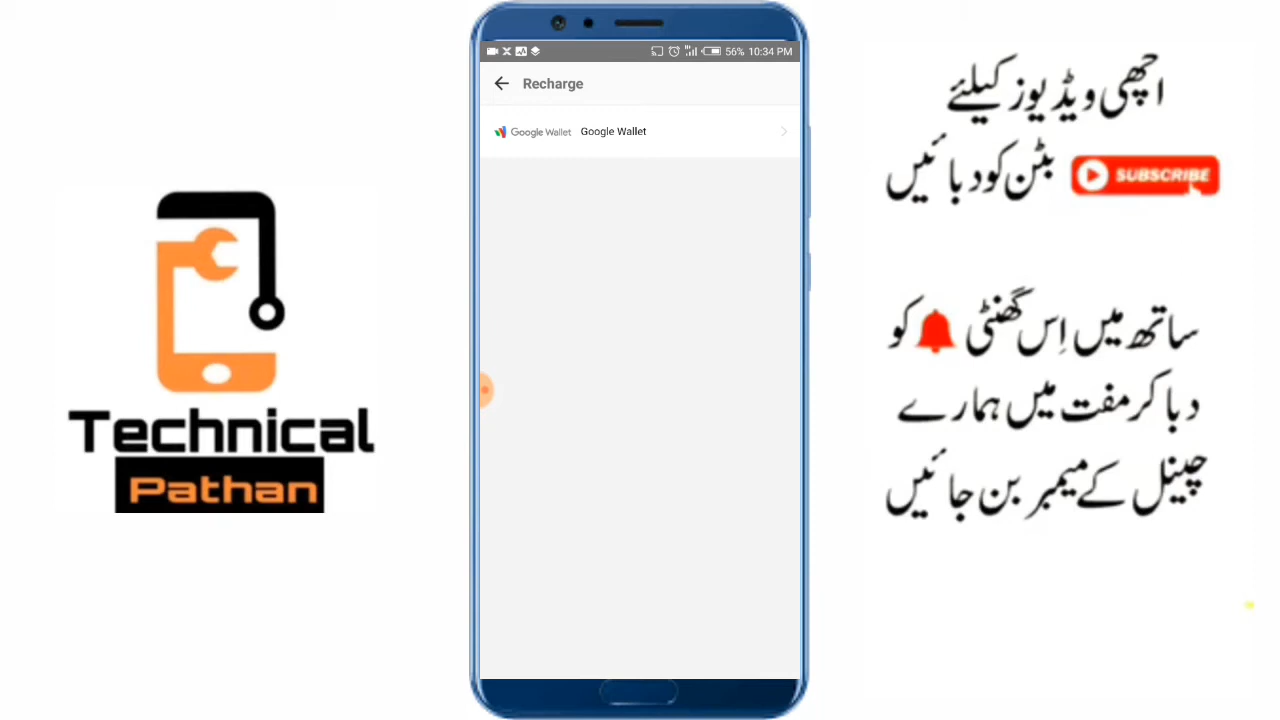 Technical
Pathan
56% 10:34 PM
Recharge
Google Wallet Google Wallet
اچھی ویڈیوز کیلئے
بٹن کو دبائیں SUBSCRIBE
ساتھ میں اِس گھنٹی کو
دبا کر مفت میں ہمارے
چینل کے میمبر بن جائیں